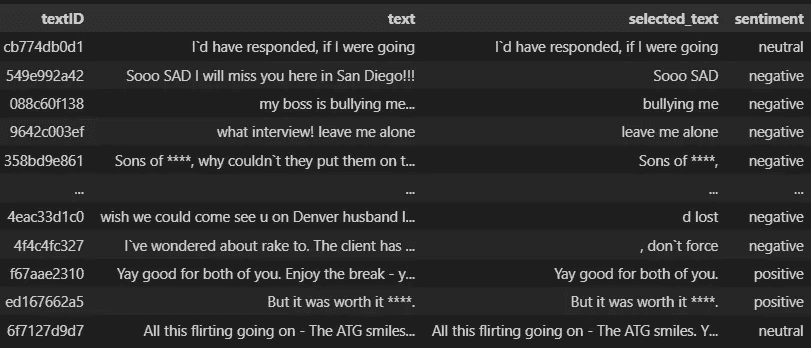 textID text selected_text sentiment
cb774db0d1 I`d have responded, if I were going I`d have responded, if I were going neutral
549e992a42 Sooo SAD I will miss you here in San Diego!!! Sooo SAD negative
088c60f138 my boss is bullying me... bullying me negative
9642c003ef what interview! leave me alone leave me alone negative
358bd9e861 Sons of ****, why couldn`t they put them on t... Sons of ****, negative
... ... ... ...
4eac33d1c0 wish we could come see u on Denver husband l... d lost negative
4f4c4fc327 I`ve wondered about rake to. The client has ... , don`t force negative
f67aae2310 Yay good for both of you. Enjoy the break - y... Yay good for both of you. positive
ed167662a5 But it was worth it ****. But it was worth it ****. positive
6f7127d9d7 All this flirting going on - The ATG smiles... All this flirting going on - The ATG smiles. Y... neutral